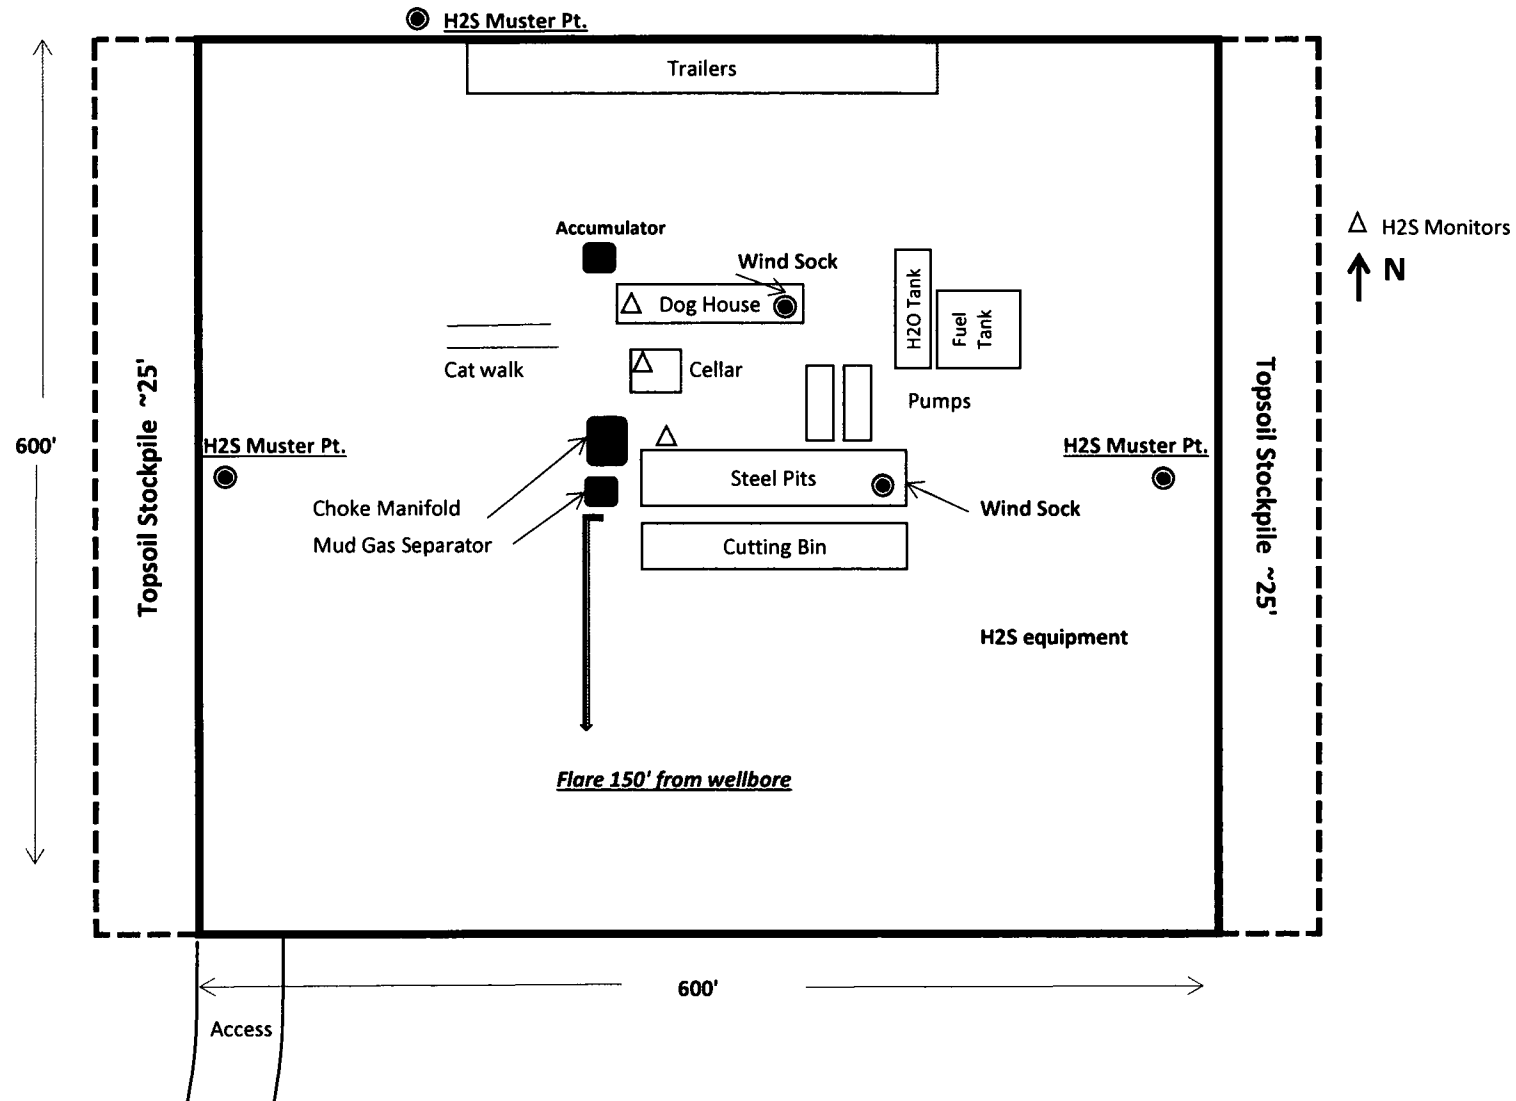 H2S Muster Pt.
Trailers
H2S Monitors
N
Accumulator
Wind Sock
Dog House
H2O Tank
Fuel
Tank
Cat walk
Cellar
Pumps
600'
Topsoil Stockpile ~25'
H2S Muster Pt.
H2S Muster Pt.
Topsoil Stockpile ~25'
Steel Pits
Choke Manifold
Wind Sock
Mud Gas Separator
Cutting Bin
H2S equipment
Flare 150' from wellbore
600'
Access